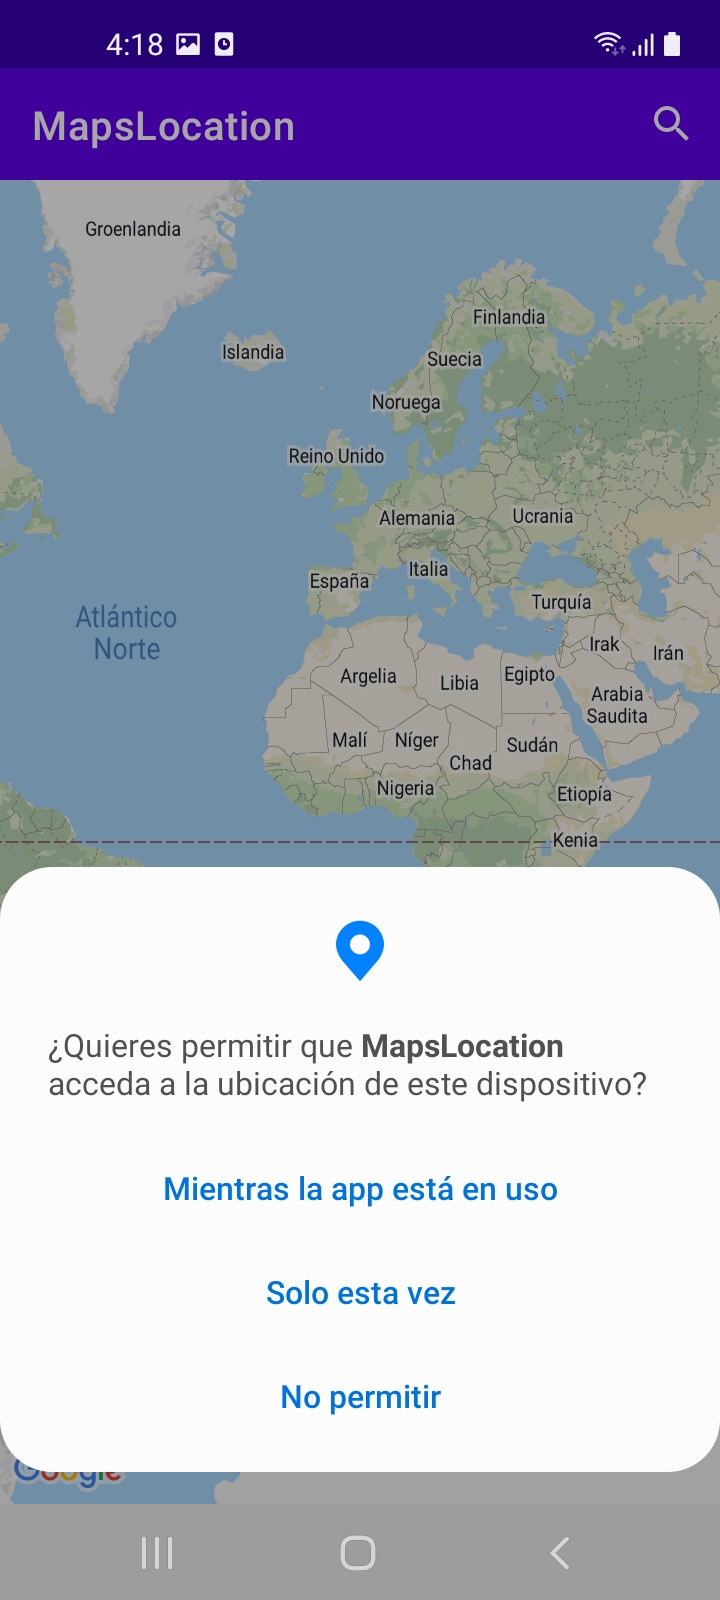 4:18
MapsLocation
Groenlandia
Finlandia
Islandia
Suecia
Noruega
Reino Unido
Alemania
Ucrania
Italia
España
Turquía
Atlántico
Norte
Irak
Irán
Argelia
Libia
Egipto
Arabia
Saudita
Malí
Níger
Sudán
Chad
Nigeria
Etiopía
Kenia
¿Quieres permitir que MapsLocation
acceda a la ubicación de este dispositivo?
Mientras la app está en uso
Solo esta vez
No permitir
Google